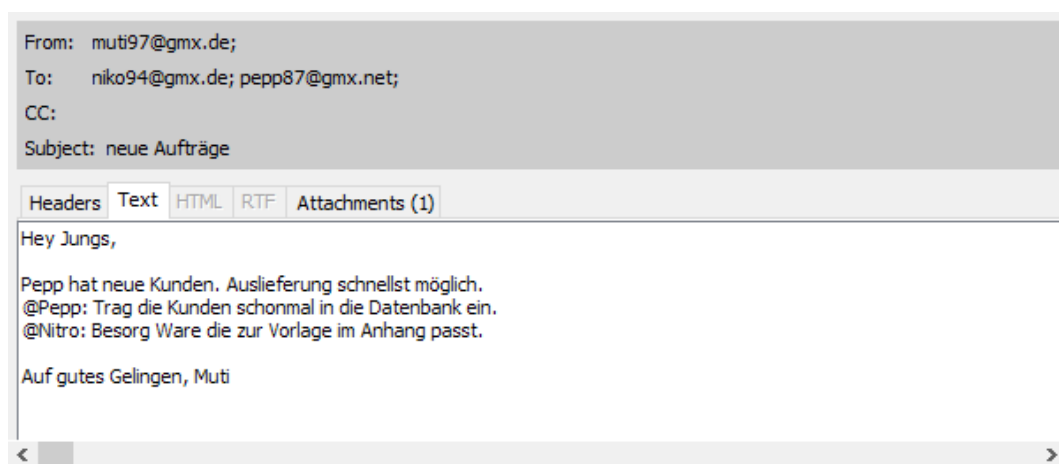 From: muti97@gmx.de;
To: niko94@gmx.de; pepp87@gmx.net;
CC:
Subject: neue Aufträge
Headers Text HTML RTF Attachments (1)
Hey Jungs,
Pepp hat neue Kunden. Auslieferung schnellst möglich.
@Pepp: Trag die Kunden schonmal in die Datenbank ein.
@Nitro: Besorg Ware die zur Vorlage im Anhang passt.
Auf gutes Gelingen, Muti